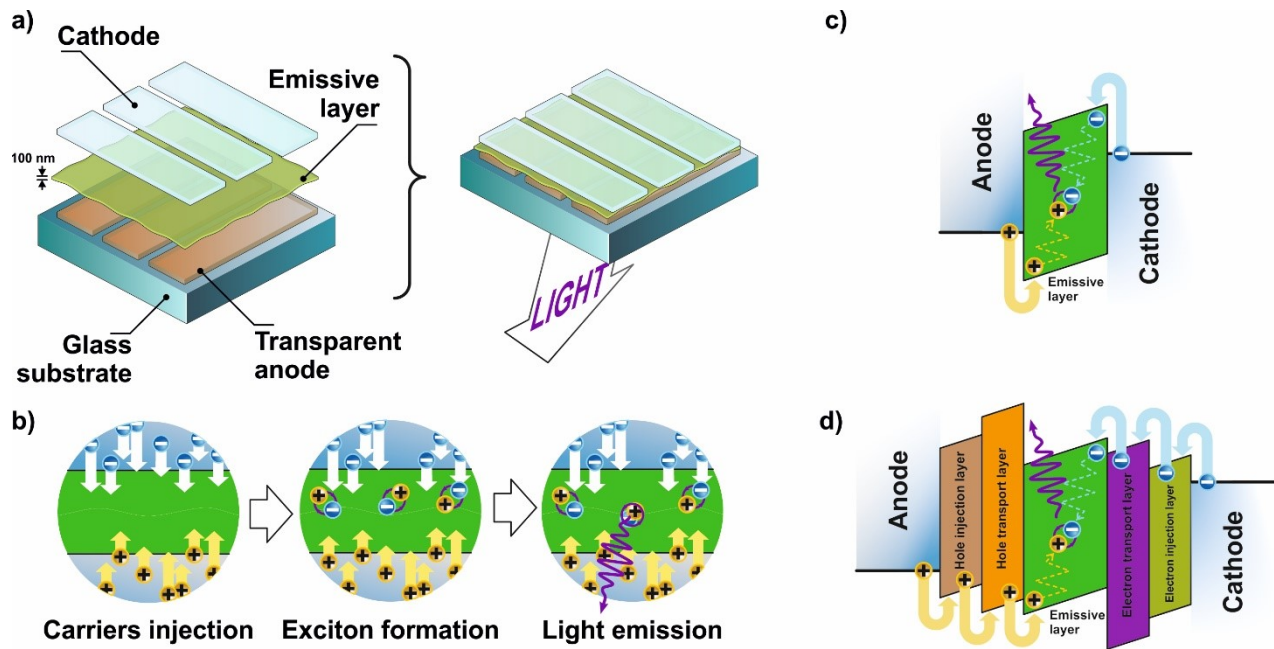 a)
Cathode
Emissive
layer
100 nm
Glass
substrate
Transparent
anode
LIGHT
b)
Carriers injection
Exciton formation
Light emission
c)
Anode
Cathode
Emissive
layer
d)
Anode
Hole injection layer
Hole transport layer
Emissive
layer
Electron transport layer
Electron injection layer
Cathode